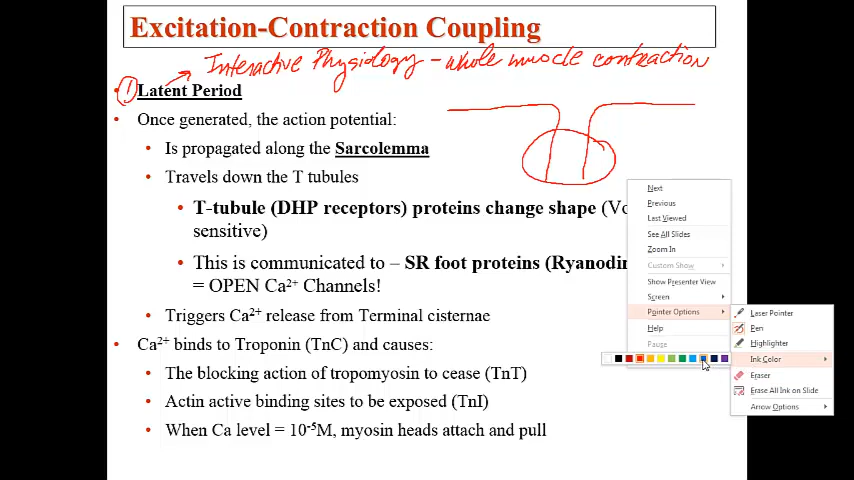 Excitation-Contraction Coupling
Interactive Physiology - whole muscle contraction
• 1 Latent Period
• Once generated, the action potential:
• Is propagated along the Sarcolemma
• Travels down the T tubules
• T-tubule (DHP receptors) proteins change shape (Vo
sensitive)
• This is communicated to – SR foot proteins (Ryanodin
= OPEN Ca²⁺ Channels!
• Triggers Ca²⁺ release from Terminal cisternae
• Ca²⁺ binds to Troponin (TnC) and causes:
• The blocking action of tropomyosin to cease (TnT)
• Actin active binding sites to be exposed (TnI)
• When Ca level = 10⁻⁵M, myosin heads attach and pull
Next
Previous
Last Viewed
See All Slides
Zoom In
Custom Show
Show Presenter View
Screen
Pointer Options
Help
Pause
Laser Pointer
Pen
Highlighter
Ink Color
Eraser
Erase All Ink on Slide
Arrow Options